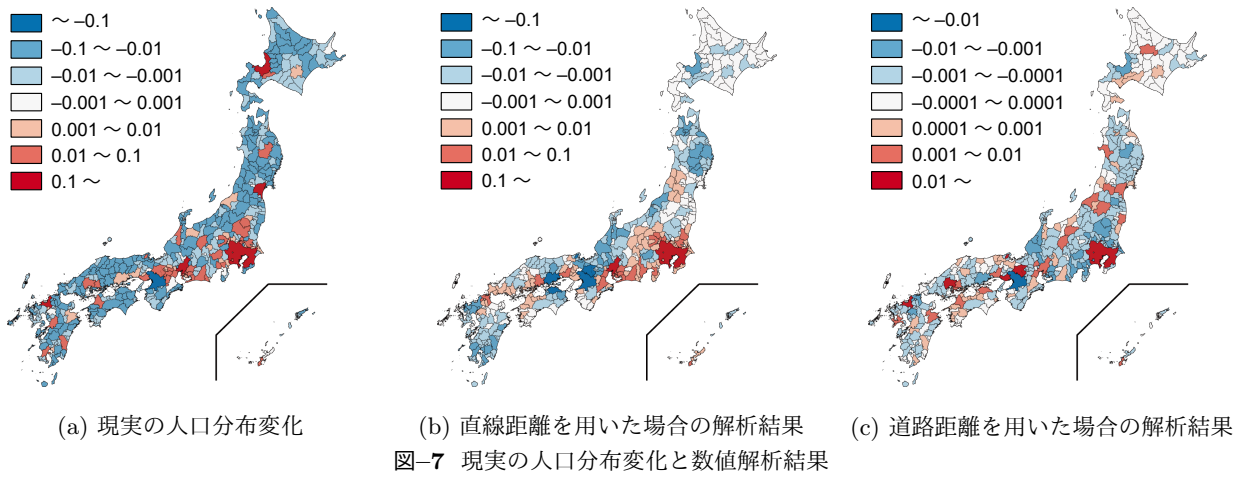 ～ –0.1
–0.1 ～ –0.01
–0.01 ～ –0.001
–0.001 ～ 0.001
0.001 ～ 0.01
0.01 ～ 0.1
0.1 ～
～ –0.1
–0.1 ～ –0.01
–0.01 ～ –0.001
–0.001 ～ 0.001
0.001 ～ 0.01
0.01 ～ 0.1
0.1 ～
～ –0.01
–0.01 ～ –0.001
–0.001 ～ –0.0001
–0.0001 ～ 0.0001
0.0001 ～ 0.001
0.001 ～ 0.01
0.01 ～
(a) 現実の人口分布変化
(b) 直線距離を用いた場合の解析結果
(c) 道路距離を用いた場合の解析結果
図–7 現実の人口分布変化と数値解析結果